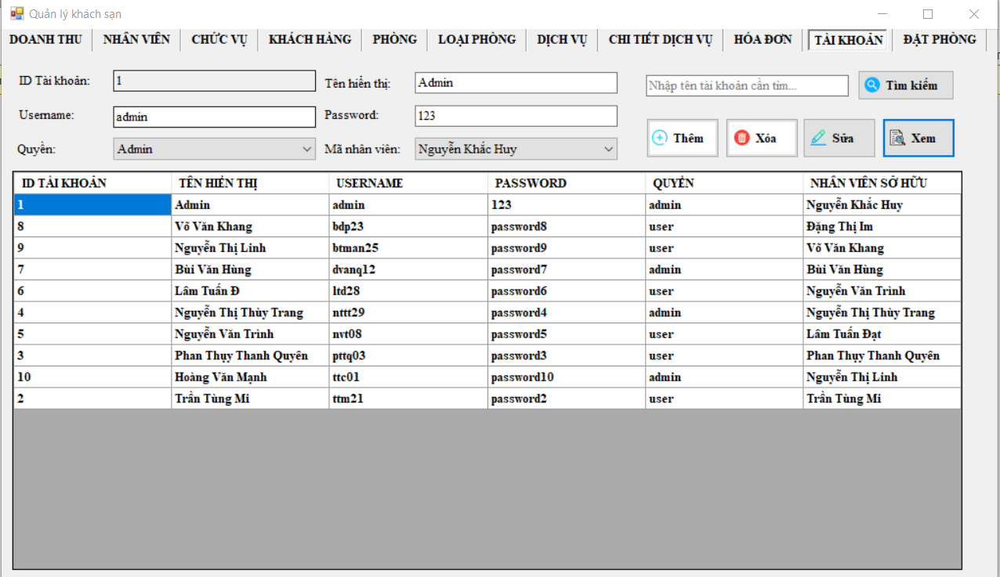 Quản lý khách sạn
DOANH THU NHÂN VIÊN CHỨC VỤ KHÁCH HÀNG PHÒNG LOẠI PHÒNG DỊCH VỤ CHI TIẾT DỊCH VỤ HÓA ĐƠN TÀI KHOẢN ĐẶT PHÒNG
ID Tài khoản: 1 Tên hiển thị: Admin Nhập tên tài khoản cần tìm... Tìm kiếm
Username: admin Password: 123
Thêm Xóa Sửa Xem
Quyền: Admin Mã nhân viên: Nguyễn Khắc Huy
ID TÀI KHOẢN TÊN HIỂN THỊ USERNAME PASSWORD QUYỀN NHÂN VIÊN SỞ HỮU
1 Admin admin 123 admin Nguyễn Khắc Huy
8 Võ Văn Khang bdp23 password8 user Đặng Thị Im
9 Nguyễn Thị Linh btman25 password9 user Võ Văn Khang
7 Bùi Văn Hùng dvanq12 password7 admin Bùi Văn Hùng
6 Lâm Tuấn Đ ltd28 password6 user Nguyễn Văn Trình
4 Nguyễn Thị Thùy Trang nttt29 password4 admin Nguyễn Thị Thùy Trang
5 Nguyễn Văn Trình nvt08 password5 user Lâm Tuấn Đạt
3 Phan Thụy Thanh Quyên pttq03 password3 user Phan Thụy Thanh Quyên
10 Hoàng Văn Mạnh ttc01 password10 admin Nguyễn Thị Linh
2 Trần Tùng Mi ttm21 password2 user Trần Tùng Mi